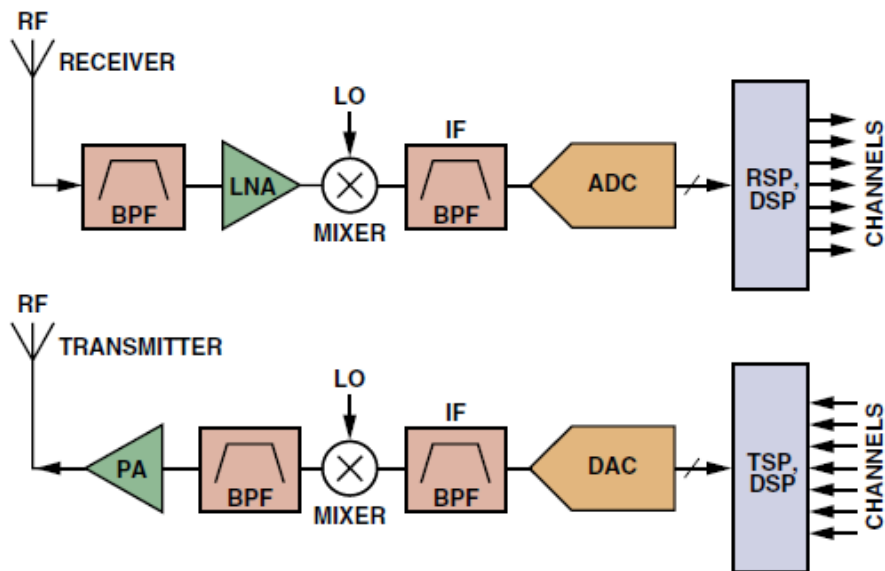 RF
RECEIVER
LO
IF
BPF
LNA
MIXER
BPF
ADC
RSP,
DSP
CHANNELS
RF
TRANSMITTER
LO
IF
PA
BPF
MIXER
BPF
DAC
TSP,
DSP
CHANNELS